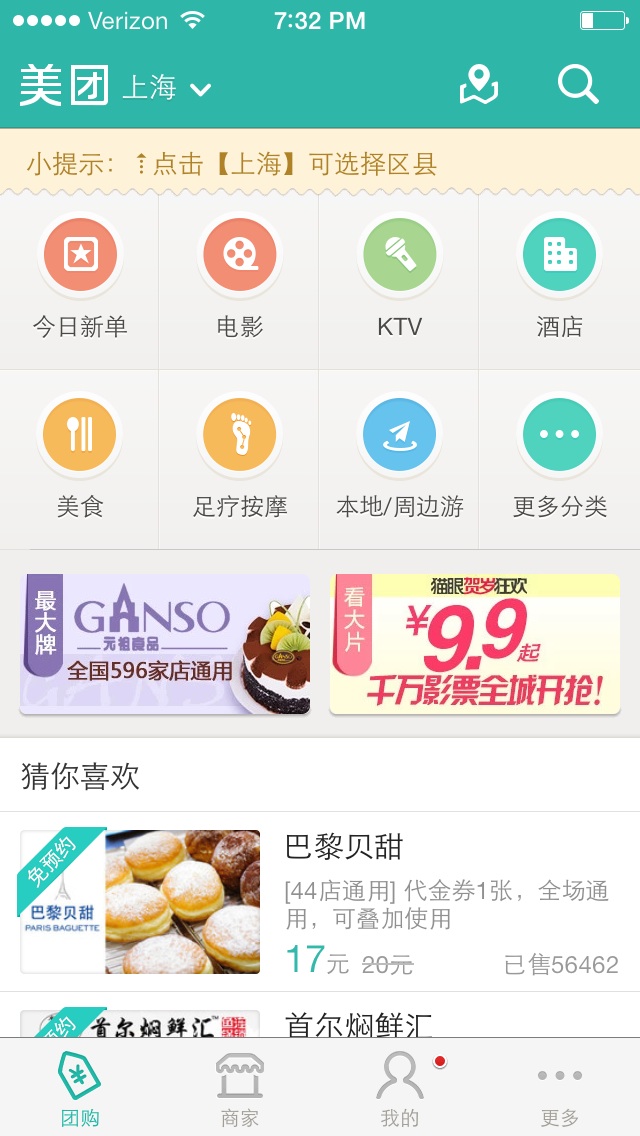 Verizon 7:32 PM
美团 上海
小提示：点击【上海】可选择区县
今日新单 电影 KTV 酒店
美食 足疗按摩 本地/周边游 更多分类
最大牌
GANSO
元祖食品
全国596家店通用
看大片
猫眼贺岁狂欢
¥9.9起
千万影票全城开抢!
猜你喜欢
免预约
巴黎贝甜
PARIS BAGUETTE
巴黎贝甜
[44店通用] 代金券1张，全场通
用，可叠加使用
17元 20元 已售56462
预约
首尔焖鲜汇
首尔焖鲜汇
团购 商家 我的 更多